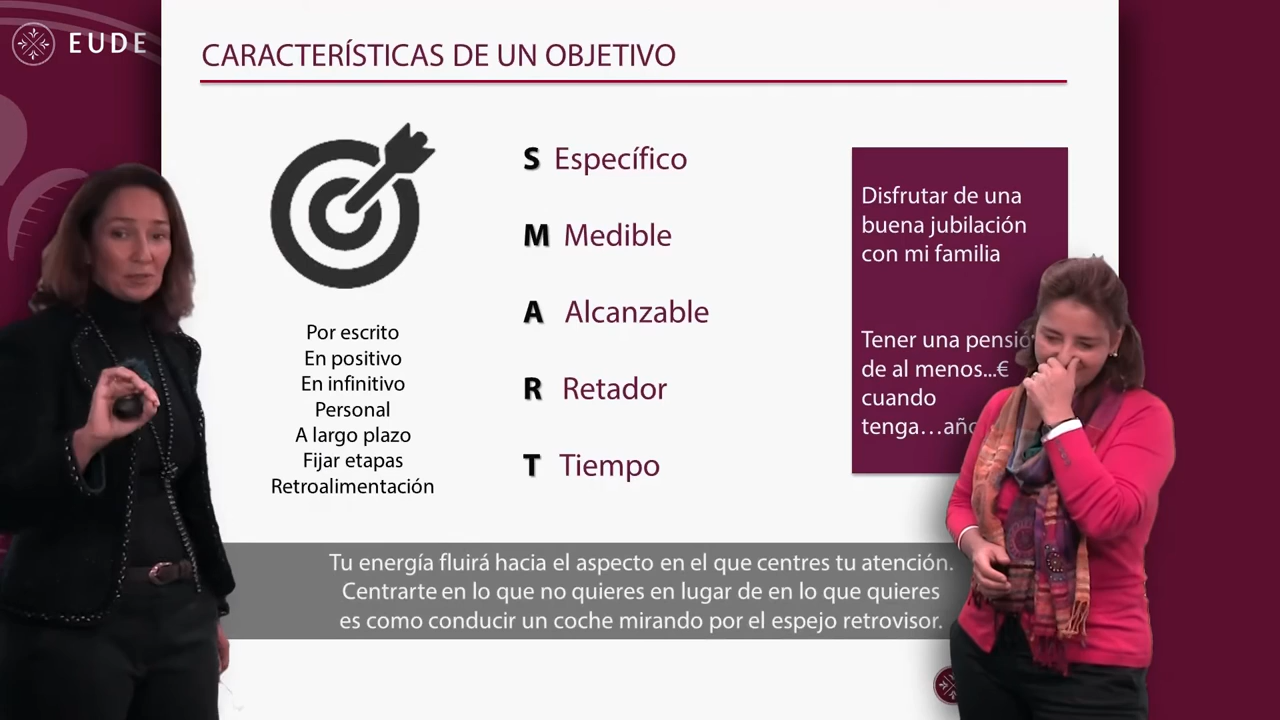 EUDE
CARACTERÍSTICAS DE UN OBJETIVO
Por escrito
En positivo
En infinitivo
Personal
A largo plazo
Fijar etapas
Retroalimentación
S Específico
M Medible
A Alcanzable
R Retador
T Tiempo
Disfrutar de una
buena jubilación
con mi familia
Tener una pensió
de al menos...€
cuando
tenga...año
Tu energía fluirá hacia el aspecto en el que centres tu atención.
Centrarte en lo que no quieres en lugar de en lo que quieres
es como conducir un coche mirando por el espejo retrovisor.